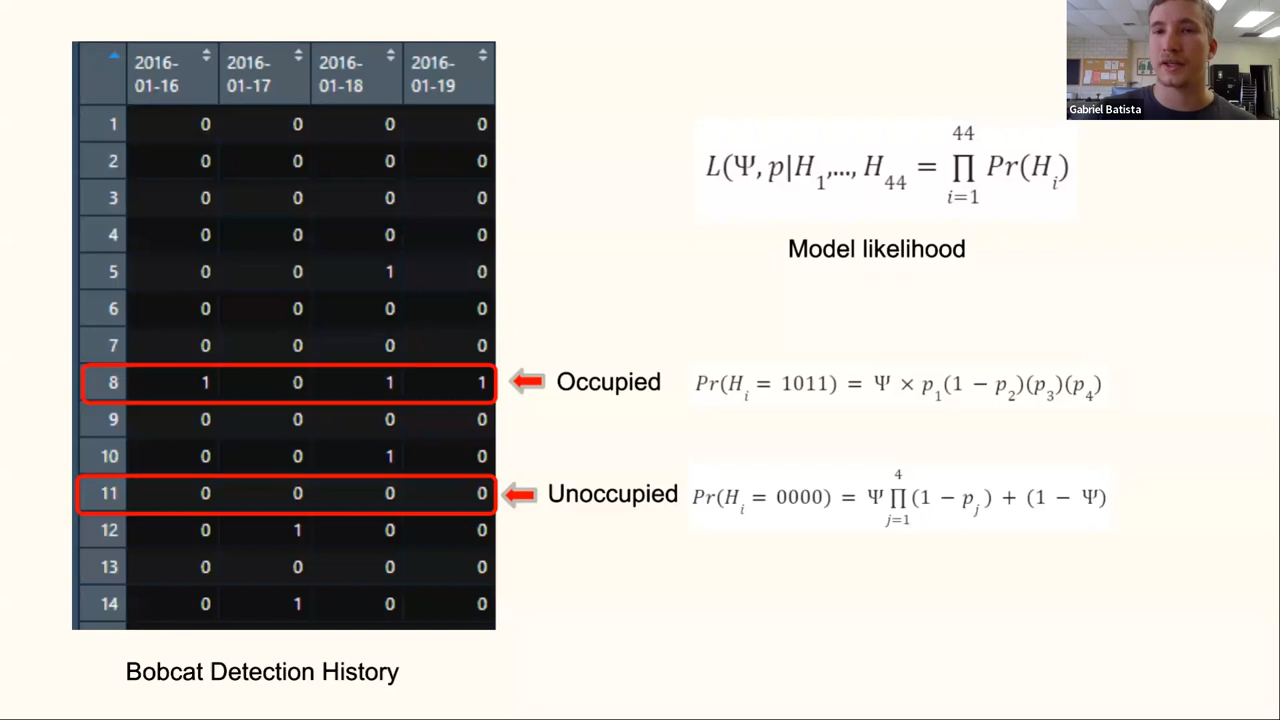 Gabriel Batista
2016-01-16 2016-01-17 2016-01-18 2016-01-19
1 0 0 0 0
2 0 0 0 0
3 0 0 0 0
4 0 0 0 0
5 0 0 1 0
6 0 0 0 0
7 0 0 0 0
8 1 0 1 1
9 0 0 0 0
10 0 0 1 0
11 0 0 0 0
12 0 1 0 0
13 0 0 0 0
14 0 1 0 0
Bobcat Detection History
L(Ψ, p|H₁,..., H₄₄ = ∏ᵢ₌₁⁴⁴ Pr(Hᵢ)
Model likelihood
Occupied Pr(Hᵢ = 1011) = Ψ × p₁(1 − p₂)(p₃)(p₄)
Unoccupied Pr(Hᵢ = 0000) = Ψ∏ⱼ₌₁⁴(1 − pⱼ) + (1 − Ψ)